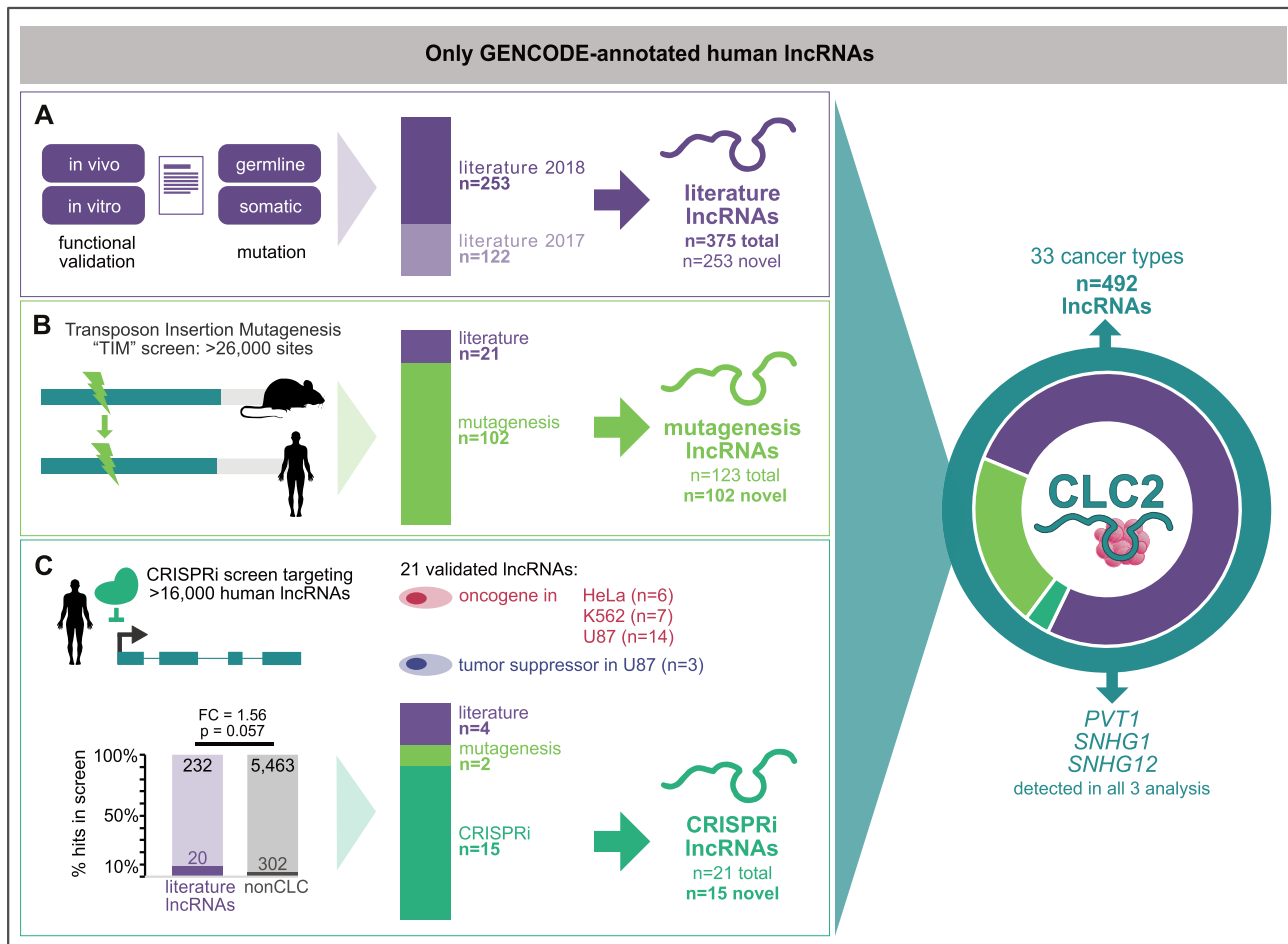 Only GENCODE-annotated human lncRNAs
A
in vivo
in vitro
functional
validation
germline
somatic
mutation
literature 2018
n=253
literature 2017
n=122
literature
lncRNAs
n=375 total
n=253 novel
B
Transposon Insertion Mutagenesis
“TIM” screen: >26,000 sites
literature
n=21
mutagenesis
n=102
mutagenesis
lncRNAs
n=123 total
n=102 novel
C
CRISPRi screen targeting
>16,000 human lncRNAs
21 validated lncRNAs:
oncogene in HeLa (n=6)
K562 (n=7)
U87 (n=14)
tumor suppressor in U87 (n=3)
FC = 1.56
p = 0.057
% hits in screen
100%
50%
10%
232
5,463
20
302
literature
lncRNAs
nonCLC
literature
n=4
mutagenesis
n=2
CRISPRi
n=15
CRISPRi
lncRNAs
n=21 total
n=15 novel
33 cancer types
n=492
lncRNAs
CLC2
PVT1
SNHG1
SNHG12
detected in all 3 analysis